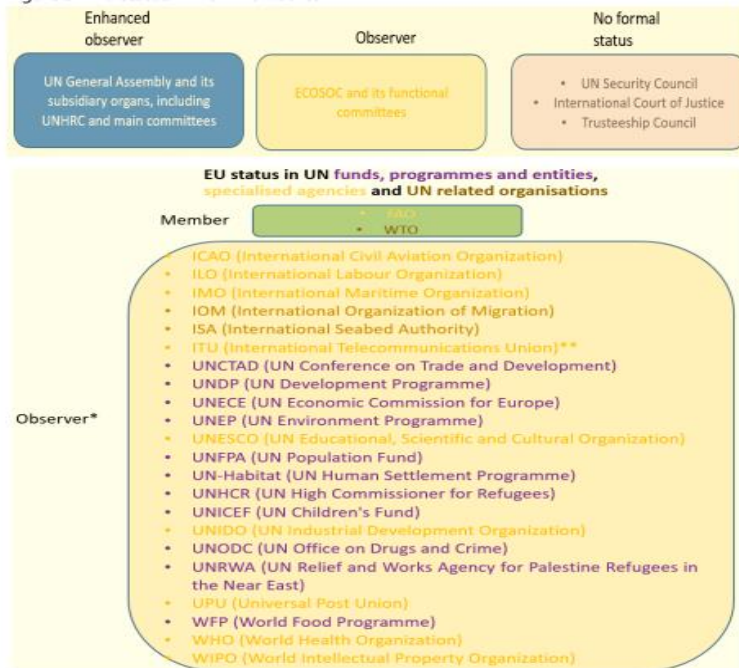 Enhanced
observer
Observer
No formal
status
UN General Assembly and its
subsidiary organs, including
UNHRC and main committees
ECOSOC and its functional
committees
• UN Security Council
• International Court of Justice
• Trusteeship Council
EU status in UN funds, programmes and entities,
specialised agencies and UN related organisations
Member
• FAO
• WTO
Observer*
• ICAO (International Civil Aviation Organization)
• ILO (International Labour Organization)
• IMO (International Maritime Organization)
• IOM (International Organization of Migration)
• ISA (International Seabed Authority)
• ITU (International Telecommunications Union)**
• UNCTAD (UN Conference on Trade and Development)
• UNDP (UN Development Programme)
• UNECE (UN Economic Commission for Europe)
• UNEP (UN Environment Programme)
• UNESCO (UN Educational, Scientific and Cultural Organization)
• UNFPA (UN Population Fund)
• UN-Habitat (UN Human Settlement Programme)
• UNHCR (UN High Commissioner for Refugees)
• UNICEF (UN Children's Fund)
• UNIDO (UN Industrial Development Organization)
• UNODC (UN Office on Drugs and Crime)
• UNRWA (UN Relief and Works Agency for Palestine Refugees in
the Near East)
• UPU (Universal Post Union)
• WFP (World Food Programme)
• WHO (World Health Organization)
• WIPO (World Intellectual Property Organization)